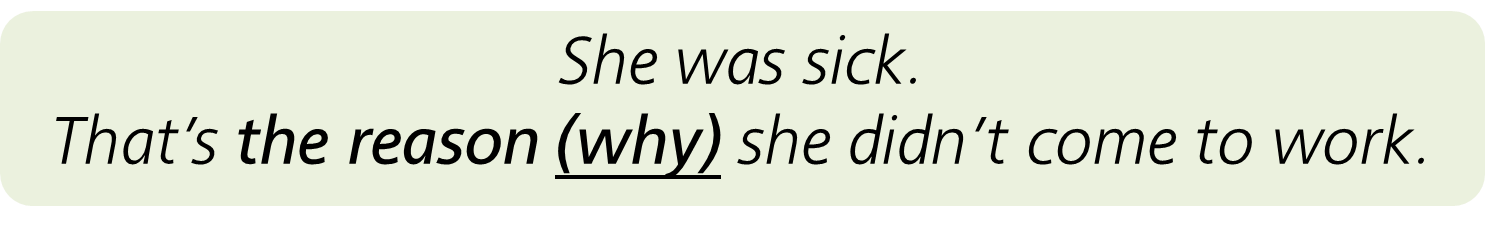 She was sick.
That’s the reason (why) she didn’t come to work.